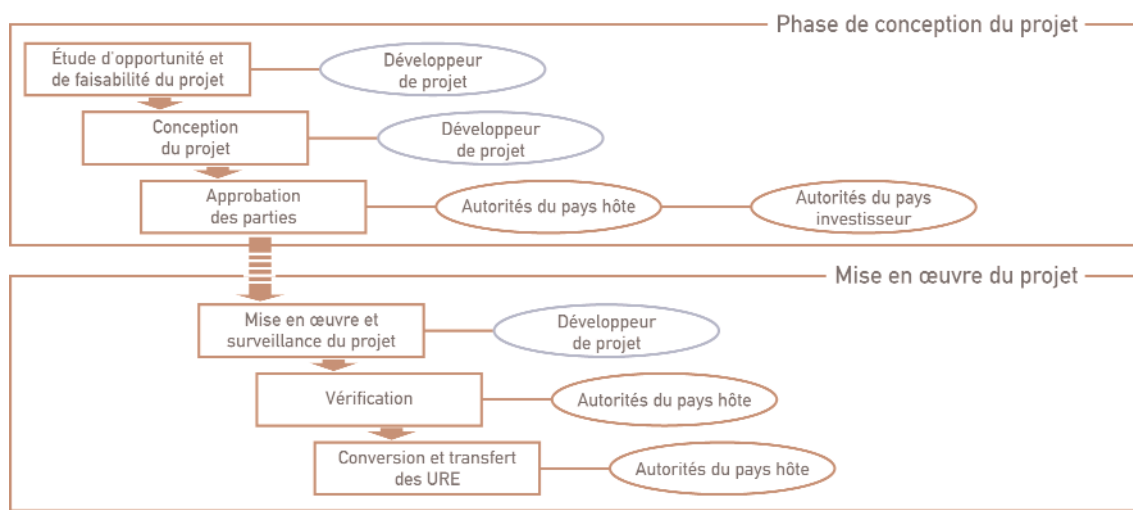 Phase de conception du projet
Étude d'opportunité et
de faisabilité du projet
Développeur
de projet
Conception
du projet
Développeur
de projet
Approbation
des parties
Autorités du pays hôte
Autorités du pays
investisseur
Mise en œuvre du projet
Mise en œuvre et
surveillance du projet
Développeur
de projet
Vérification
Autorités du pays hôte
Conversion et transfert
des URE
Autorités du pays hôte